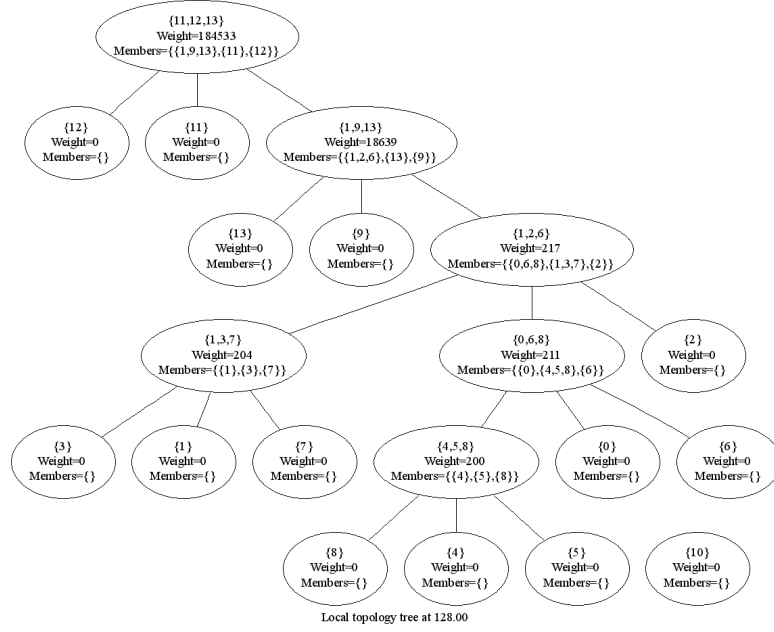 {11,12,13}
Weight=184533
Members={{1,9,13},{11},{12}}
{12}
Weight=0
Members={}
{11}
Weight=0
Members={}
{1,9,13}
Weight=18639
Members={{1,2,6},{13},{9}}
{13}
Weight=0
Members={}
{9}
Weight=0
Members={}
{1,2,6}
Weight=217
Members={{0,6,8},{1,3,7},{2}}
{1,3,7}
Weight=204
Members={{1},{3},{7}}
{0,6,8}
Weight=211
Members={{0},{4,5,8},{6}}
{2}
Weight=0
Members={}
{3}
Weight=0
Members={}
{1}
Weight=0
Members={}
{7}
Weight=0
Members={}
{4,5,8}
Weight=200
Members={{4},{5},{8}}
{0}
Weight=0
Members={}
{6}
Weight=0
Members={}
{8}
Weight=0
Members={}
{4}
Weight=0
Members={}
{5}
Weight=0
Members={}
{10}
Weight=0
Members={}
Local topology tree at 128.00